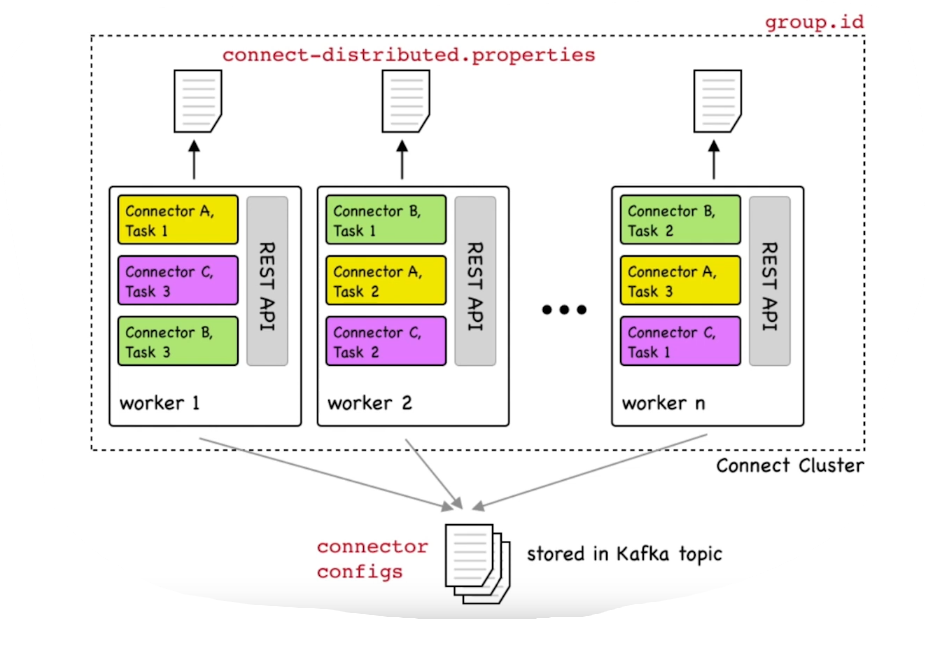 group.id
connect-distributed.properties
Connector A,
Task 1
Connector C,
Task 3
Connector B,
Task 3
REST API
worker 1
Connector B,
Task 1
Connector A,
Task 2
Connector C,
Task 2
REST API
worker 2
Connector B,
Task 2
Connector A,
Task 3
Connector C,
Task 1
REST API
worker n
Connect Cluster
connector
configs
stored in Kafka topic